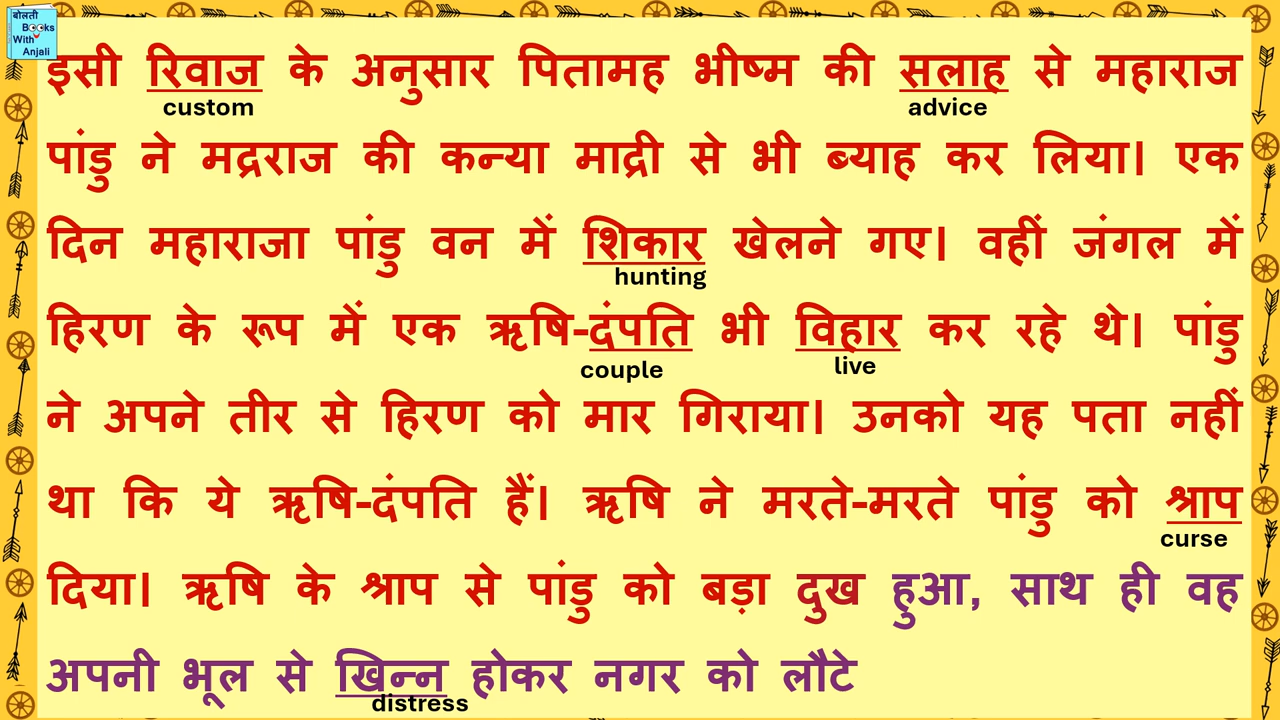 बोलती
Books
With
Anjali
इसी रिवाज के अनुसार पितामह भीष्म की सलाह से महाराज
custom advice
पांडु ने मद्रराज की कन्या माद्री से भी ब्याह कर लिया। एक
दिन महाराजा पांडु वन में शिकार खेलने गए। वहीं जंगल में
hunting
हिरण के रूप में एक ऋषि-दंपति भी विहार कर रहे थे। पांडु
couple live
ने अपने तीर से हिरण को मार गिराया। उनको यह पता नहीं
था कि ये ऋषि-दंपति हैं। ऋषि ने मरते-मरते पांडु को श्राप
curse
दिया। ऋषि के श्राप से पांडु को बड़ा दुख हुआ, साथ ही वह
अपनी भूल से खिन्न होकर नगर को लौटे
distress